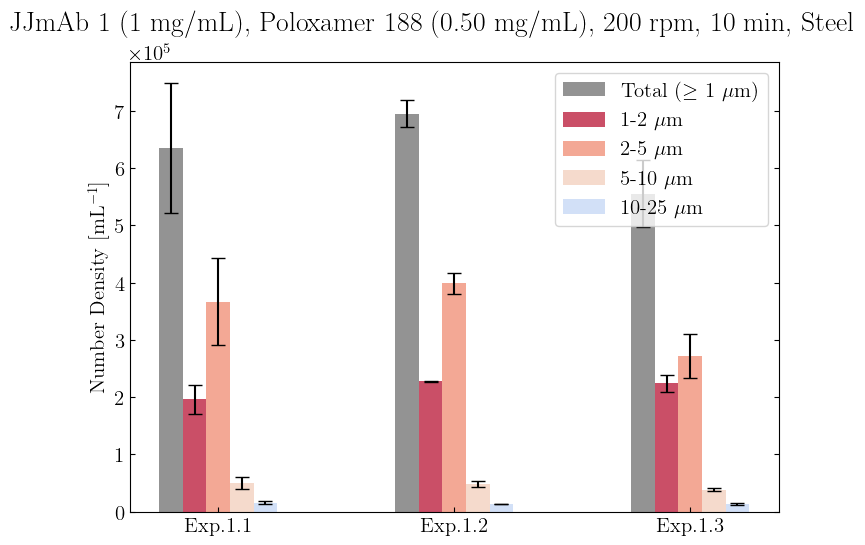 JJmAb 1 (1 mg/mL), Poloxamer 188 (0.50 mg/mL), 200 rpm, 10 min, Steel
×10⁵
Number Density [mL⁻¹]
7
6
5
4
3
2
1
0
Total (≥ 1 μm)
1-2 μm
2-5 μm
5-10 μm
10-25 μm
Exp.1.1 Exp.1.2 Exp.1.3